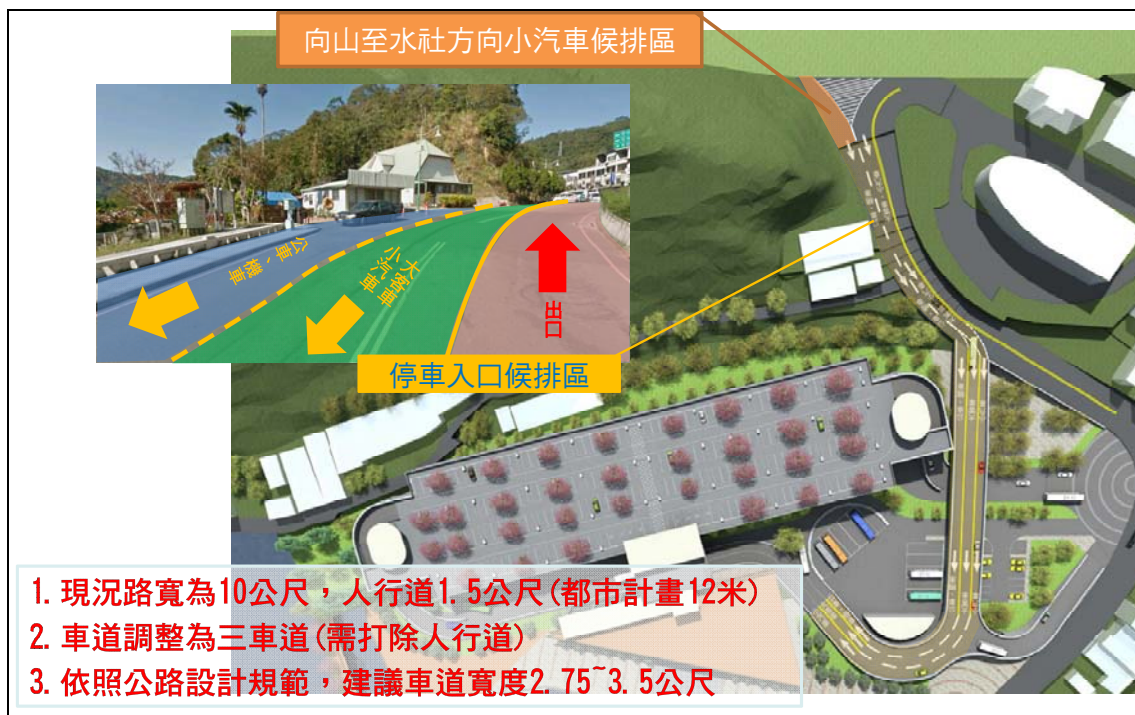 向山至水社方向小汽車候排區
公車、機車
大客車
小汽車
出口
停車入口候排區
1. 現況路寬為10公尺，人行道1.5公尺(都市計畫12米)
2. 車道調整為三車道(需打除人行道)
3. 依照公路設計規範，建議車道寬度2.75~3.5公尺